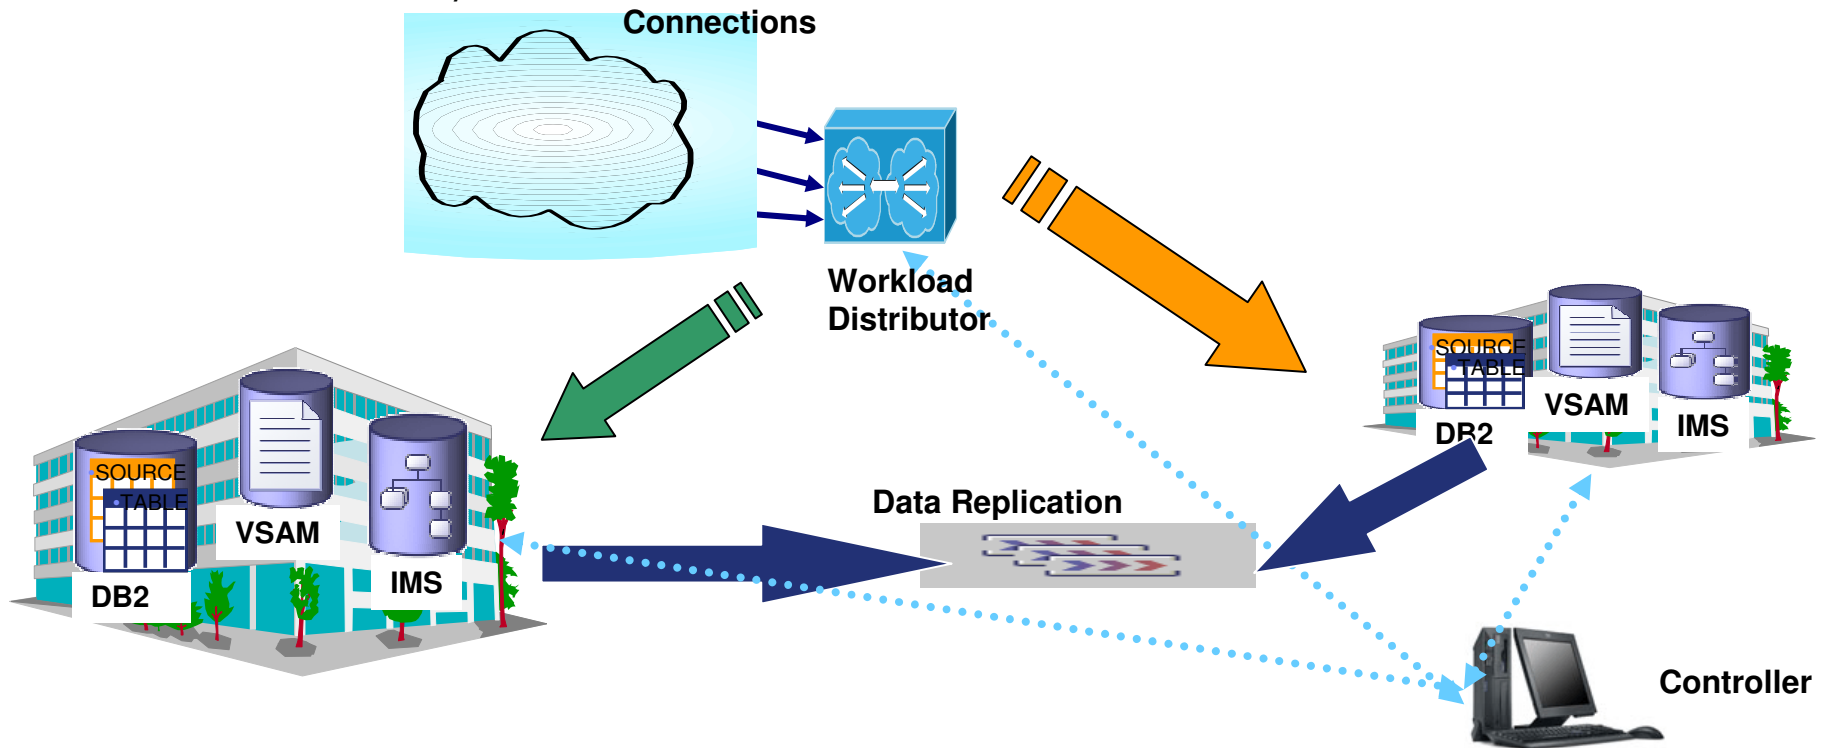 Connections
Workload
Distributor
SOURCE
TABLE
VSAM
DB2
IMS
SOURCE
TABLE
VSAM
DB2
IMS
Data Replication
Controller